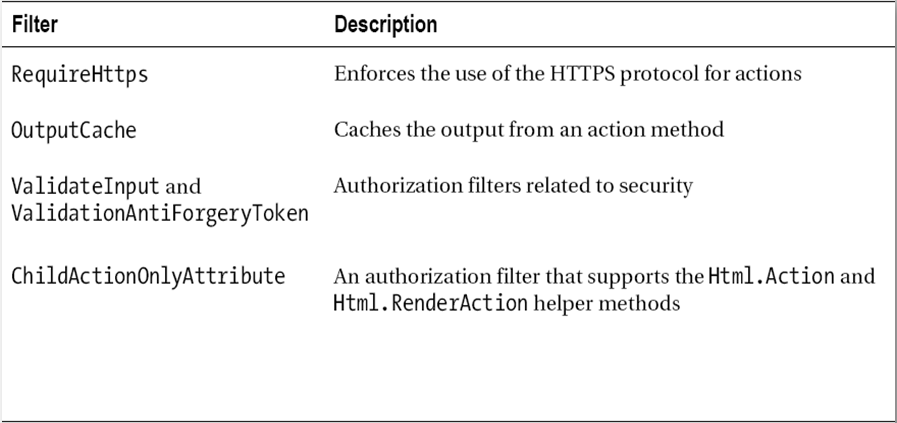 Filter Description
RequireHttps Enforces the use of the HTTPS protocol for actions
OutputCache Caches the output from an action method
ValidateInput and Authorization filters related to security
ValidationAntiForgeryToken
ChildActionOnlyAttribute An authorization filter that supports the Html.Action and
Html.RenderAction helper methods